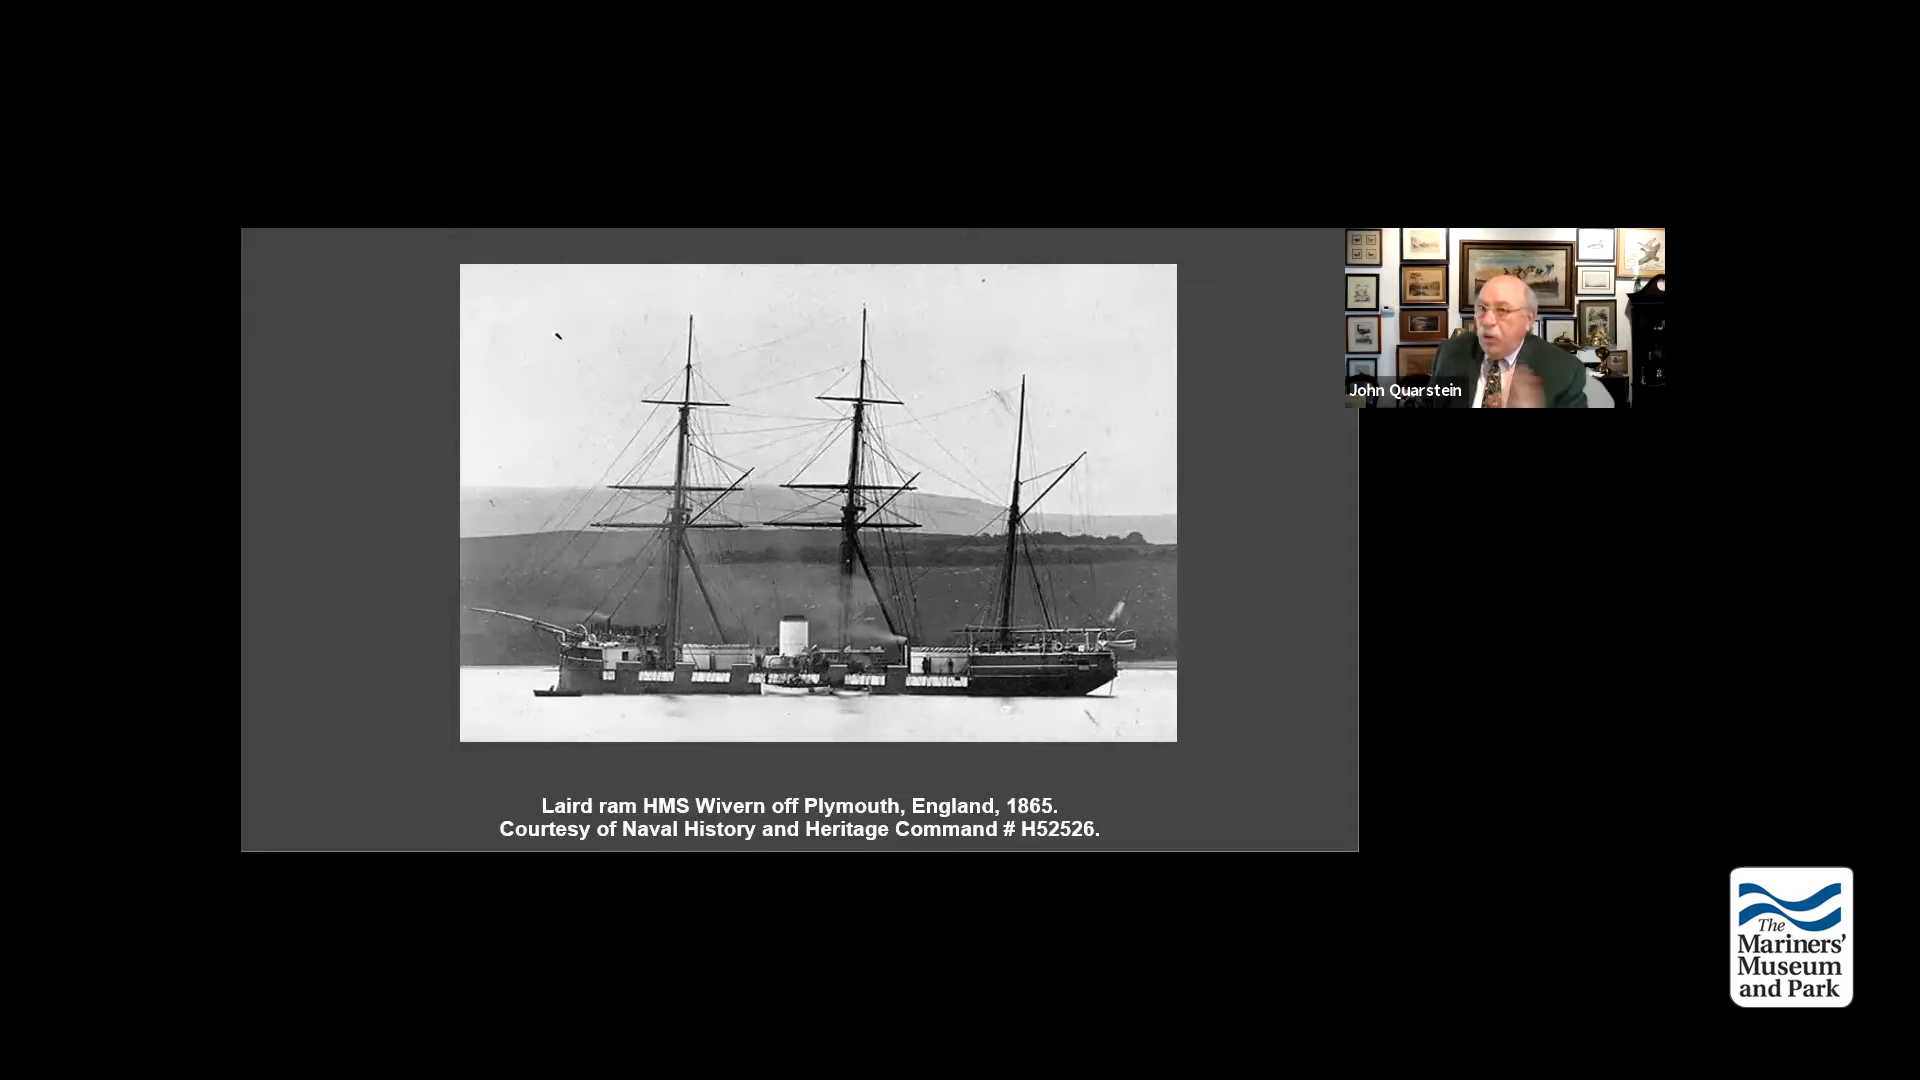 John Quarstein
Laird ram HMS Wivern off Plymouth, England, 1865.
Courtesy of Naval History and Heritage Command # H52526.
The
Mariners'
Museum
and Park